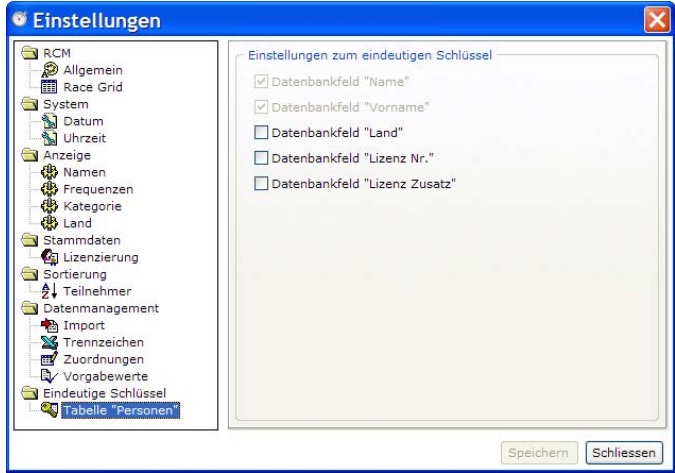 Einstellungen
RCM
Allgemein
Race Grid
System
Datum
Uhrzeit
Anzeige
Namen
Frequenzen
Kategorie
Land
Stammdaten
Lizenzierung
Sortierung
Teilnehmer
Datenmanagement
Import
Trennzeichen
Zuordnungen
Vorgabewerte
Eindeutige Schlüssel
Tabelle "Personen"
Einstellungen zum eindeutigen Schlüssel
Datenbankfeld "Name"
Datenbankfeld "Vorname"
Datenbankfeld "Land"
Datenbankfeld "Lizenz Nr."
Datenbankfeld "Lizenz Zusatz"
Speichern
Schliessen